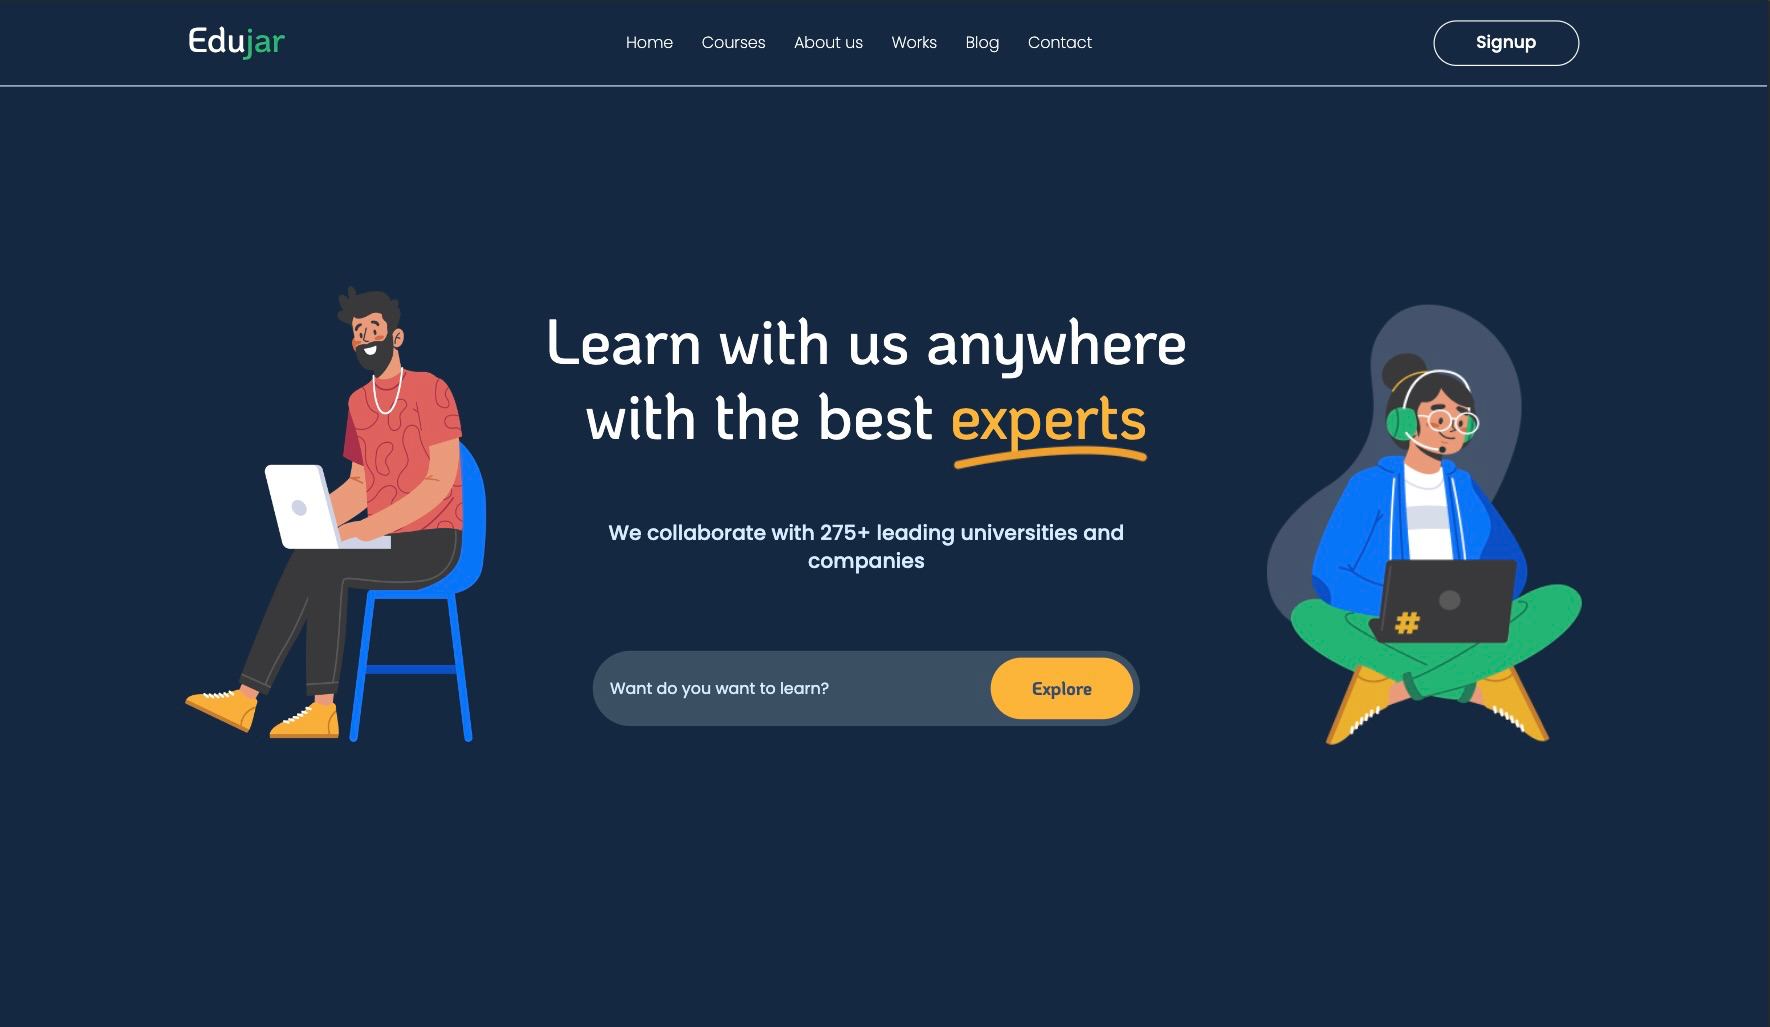 Edujar
Home Courses About us Works Blog Contact
Signup
Learn with us anywhere
with the best experts
We collaborate with 275+ leading universities and
companies
Want do you want to learn?
Explore
#